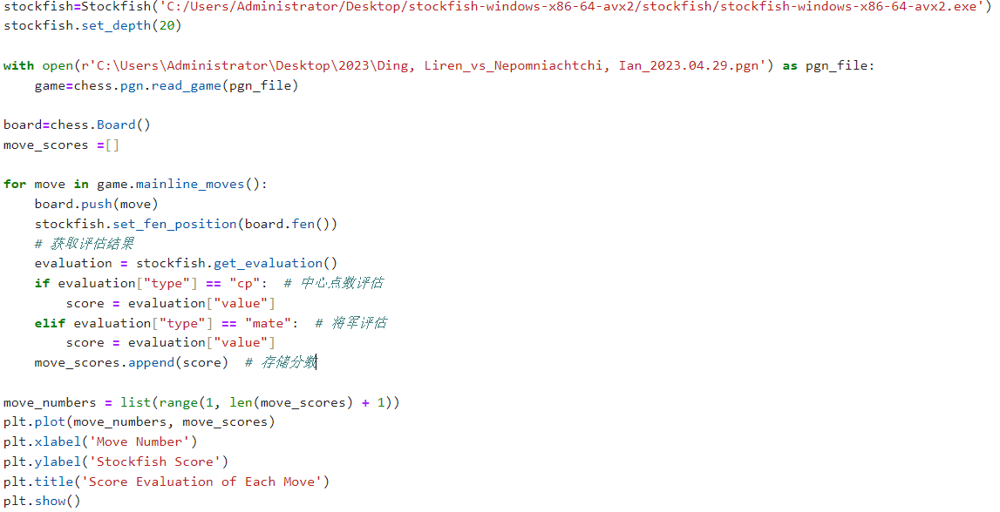 stockfish=Stockfish('C:/Users/Administrator/Desktop/stockfish-windows-x86-64-avx2/stockfish/stockfish-windows-x86-64-avx2.exe')
stockfish.set_depth(20)
with open(r'C:\Users\Administrator\Desktop\2023\Ding, Liren_vs_Nepomniachtchi, Ian_2023.04.29.pgn') as pgn_file:
    game=chess.pgn.read_game(pgn_file)
board=chess.Board()
move_scores =[]
for move in game.mainline_moves():
    board.push(move)
    stockfish.set_fen_position(board.fen())
    # 获取评估结果
    evaluation = stockfish.get_evaluation()
    if evaluation["type"] == "cp":  # 中心点数评估
        score = evaluation["value"]
    elif evaluation["type"] == "mate":  # 将军评估
        score = evaluation["value"]
    move_scores.append(score)  # 存储分数
move_numbers = list(range(1, len(move_scores) + 1))
plt.plot(move_numbers, move_scores)
plt.xlabel('Move Number')
plt.ylabel('Stockfish Score')
plt.title('Score Evaluation of Each Move')
plt.show()